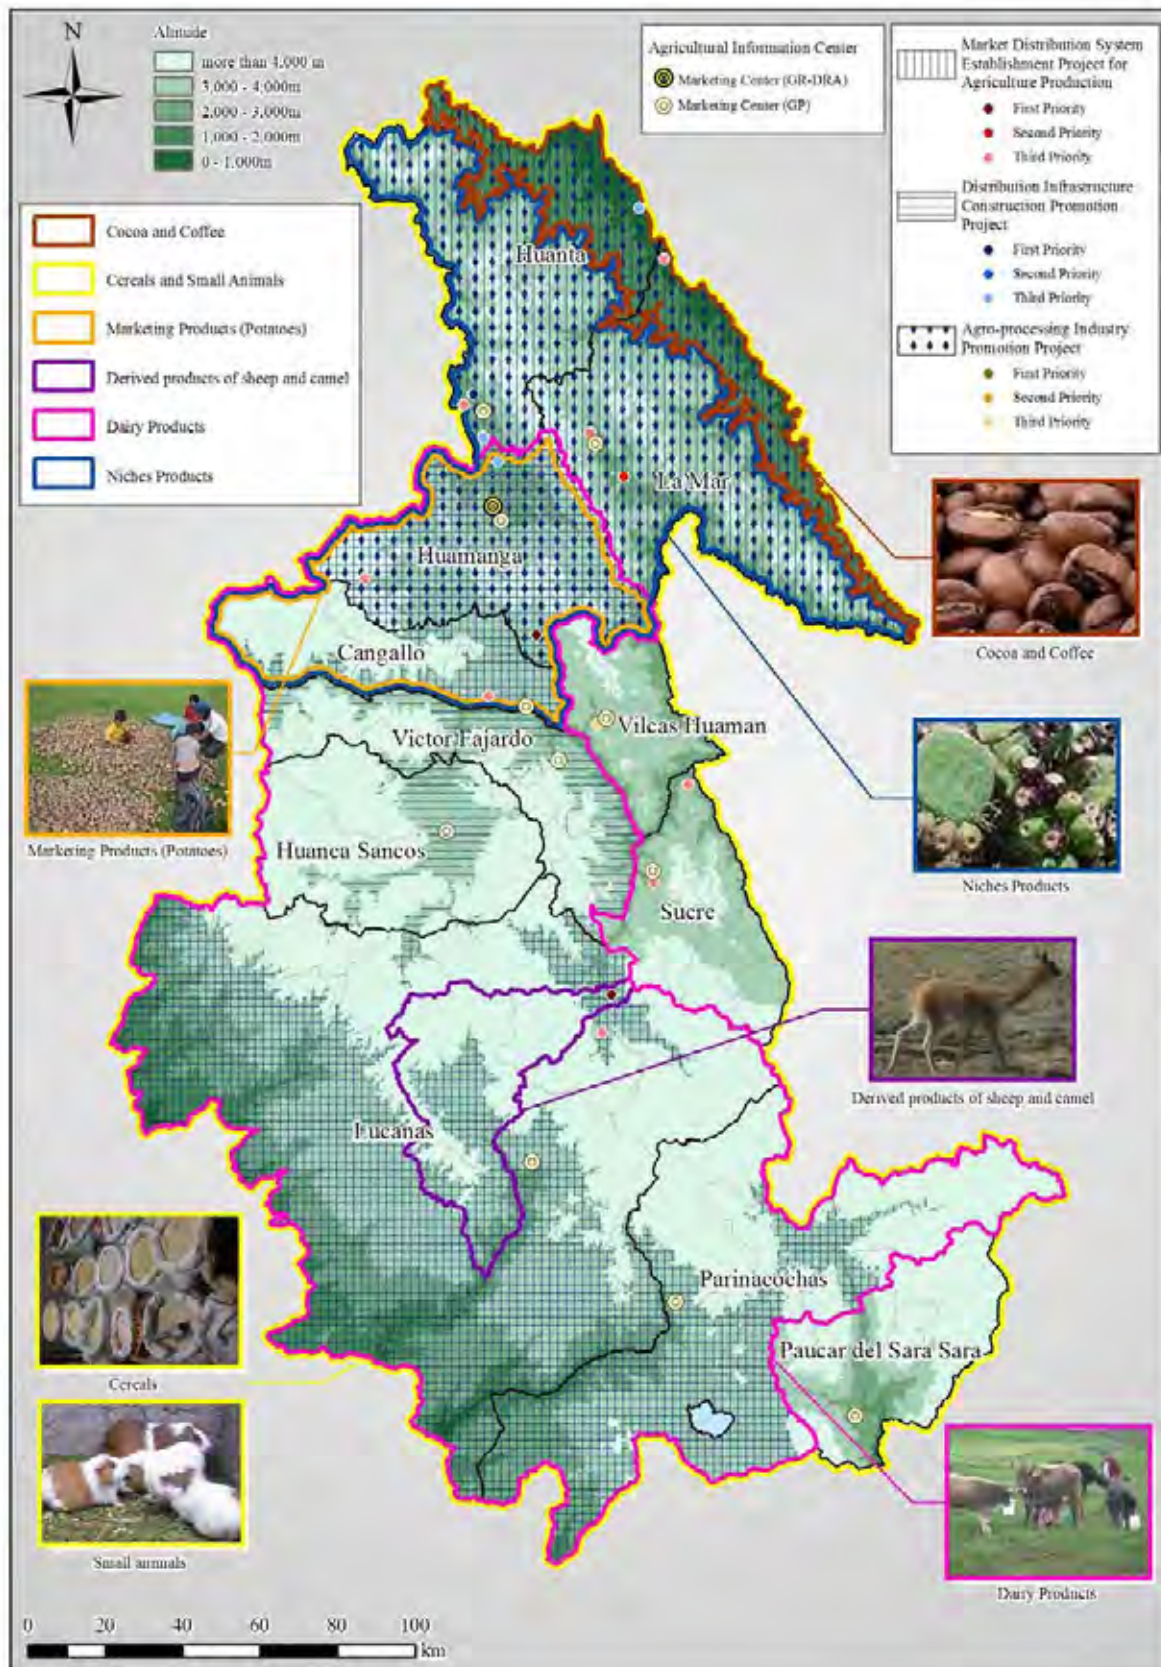 N
Altitude
more than 4,000 m
3,000 - 4,000m
2,000 - 3,000m
1,000 - 2,000m
0 - 1,000m
Agricultural Information Center
Marketing Center (GR-DRA)
Marketing Center (GP)
Market Distribution System
Establishment Project for
Agriculture Production
First Priority
Second Priority
Third Priority
Distribution Infrastructure
Construction Promotion
Project
First Priority
Second Priority
Third Priority
Agro-processing Industry
Promotion Project
First Priority
Second Priority
Third Priority
Cocoa and Coffee
Cereals and Small Animals
Marketing Products (Potatoes)
Derived products of sheep and camel
Dairy Products
Niches Products
Huanta
La Mar
Huamanga
Cangallo
Cocoa and Coffee
Vilcas Huaman
Victor Fajardo
Markering Products (Potatoes)
Huanca Sancos
Niches Products
Sucre
Derived products of sheep and camel
Lucanas
Parinacochas
Paucar del Sara Sara
Cereals
Small animals
Dairy Products
0 20 40 60 80 100
km